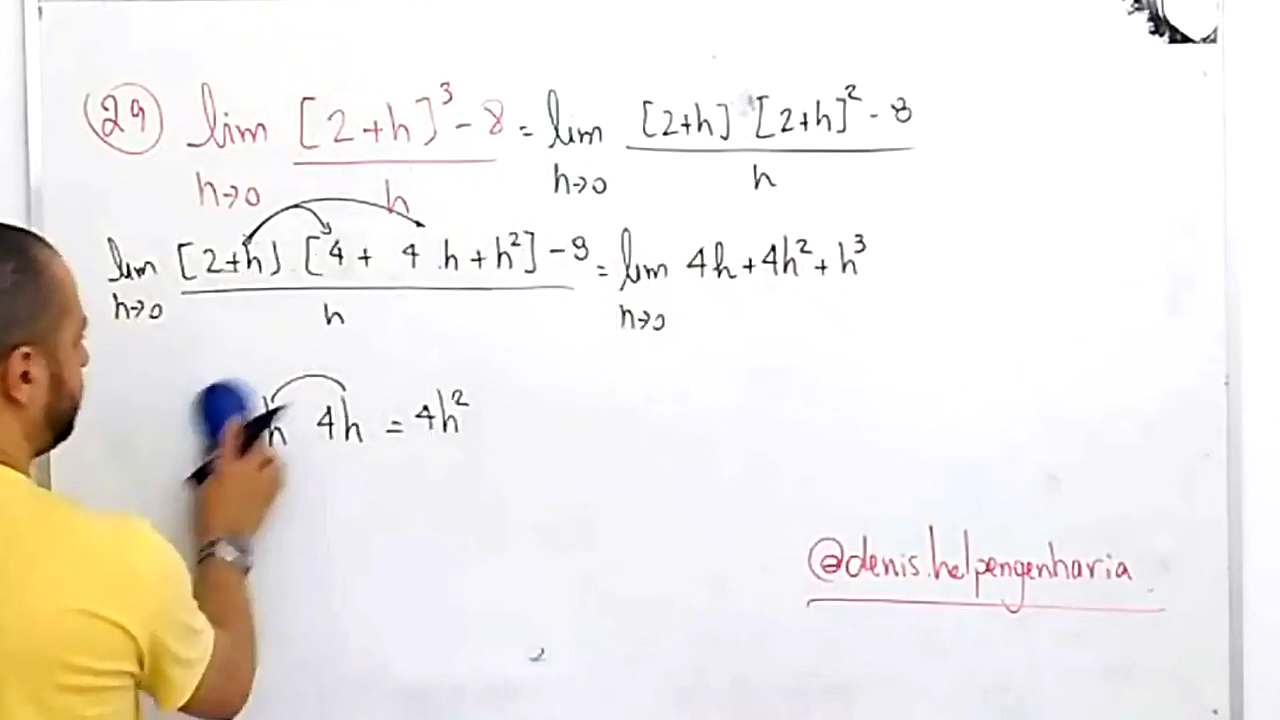 29 lim h→0 [2+h]³ - 8 / h = lim h→0 [2+h] [2+h]² - 8 / h
lim h→0 [2+h] [4 + 4.h + h²] - 8 / h = lim h→0 4h + 4h² + h³
h 4h = 4h²
@denis.helpengenharia